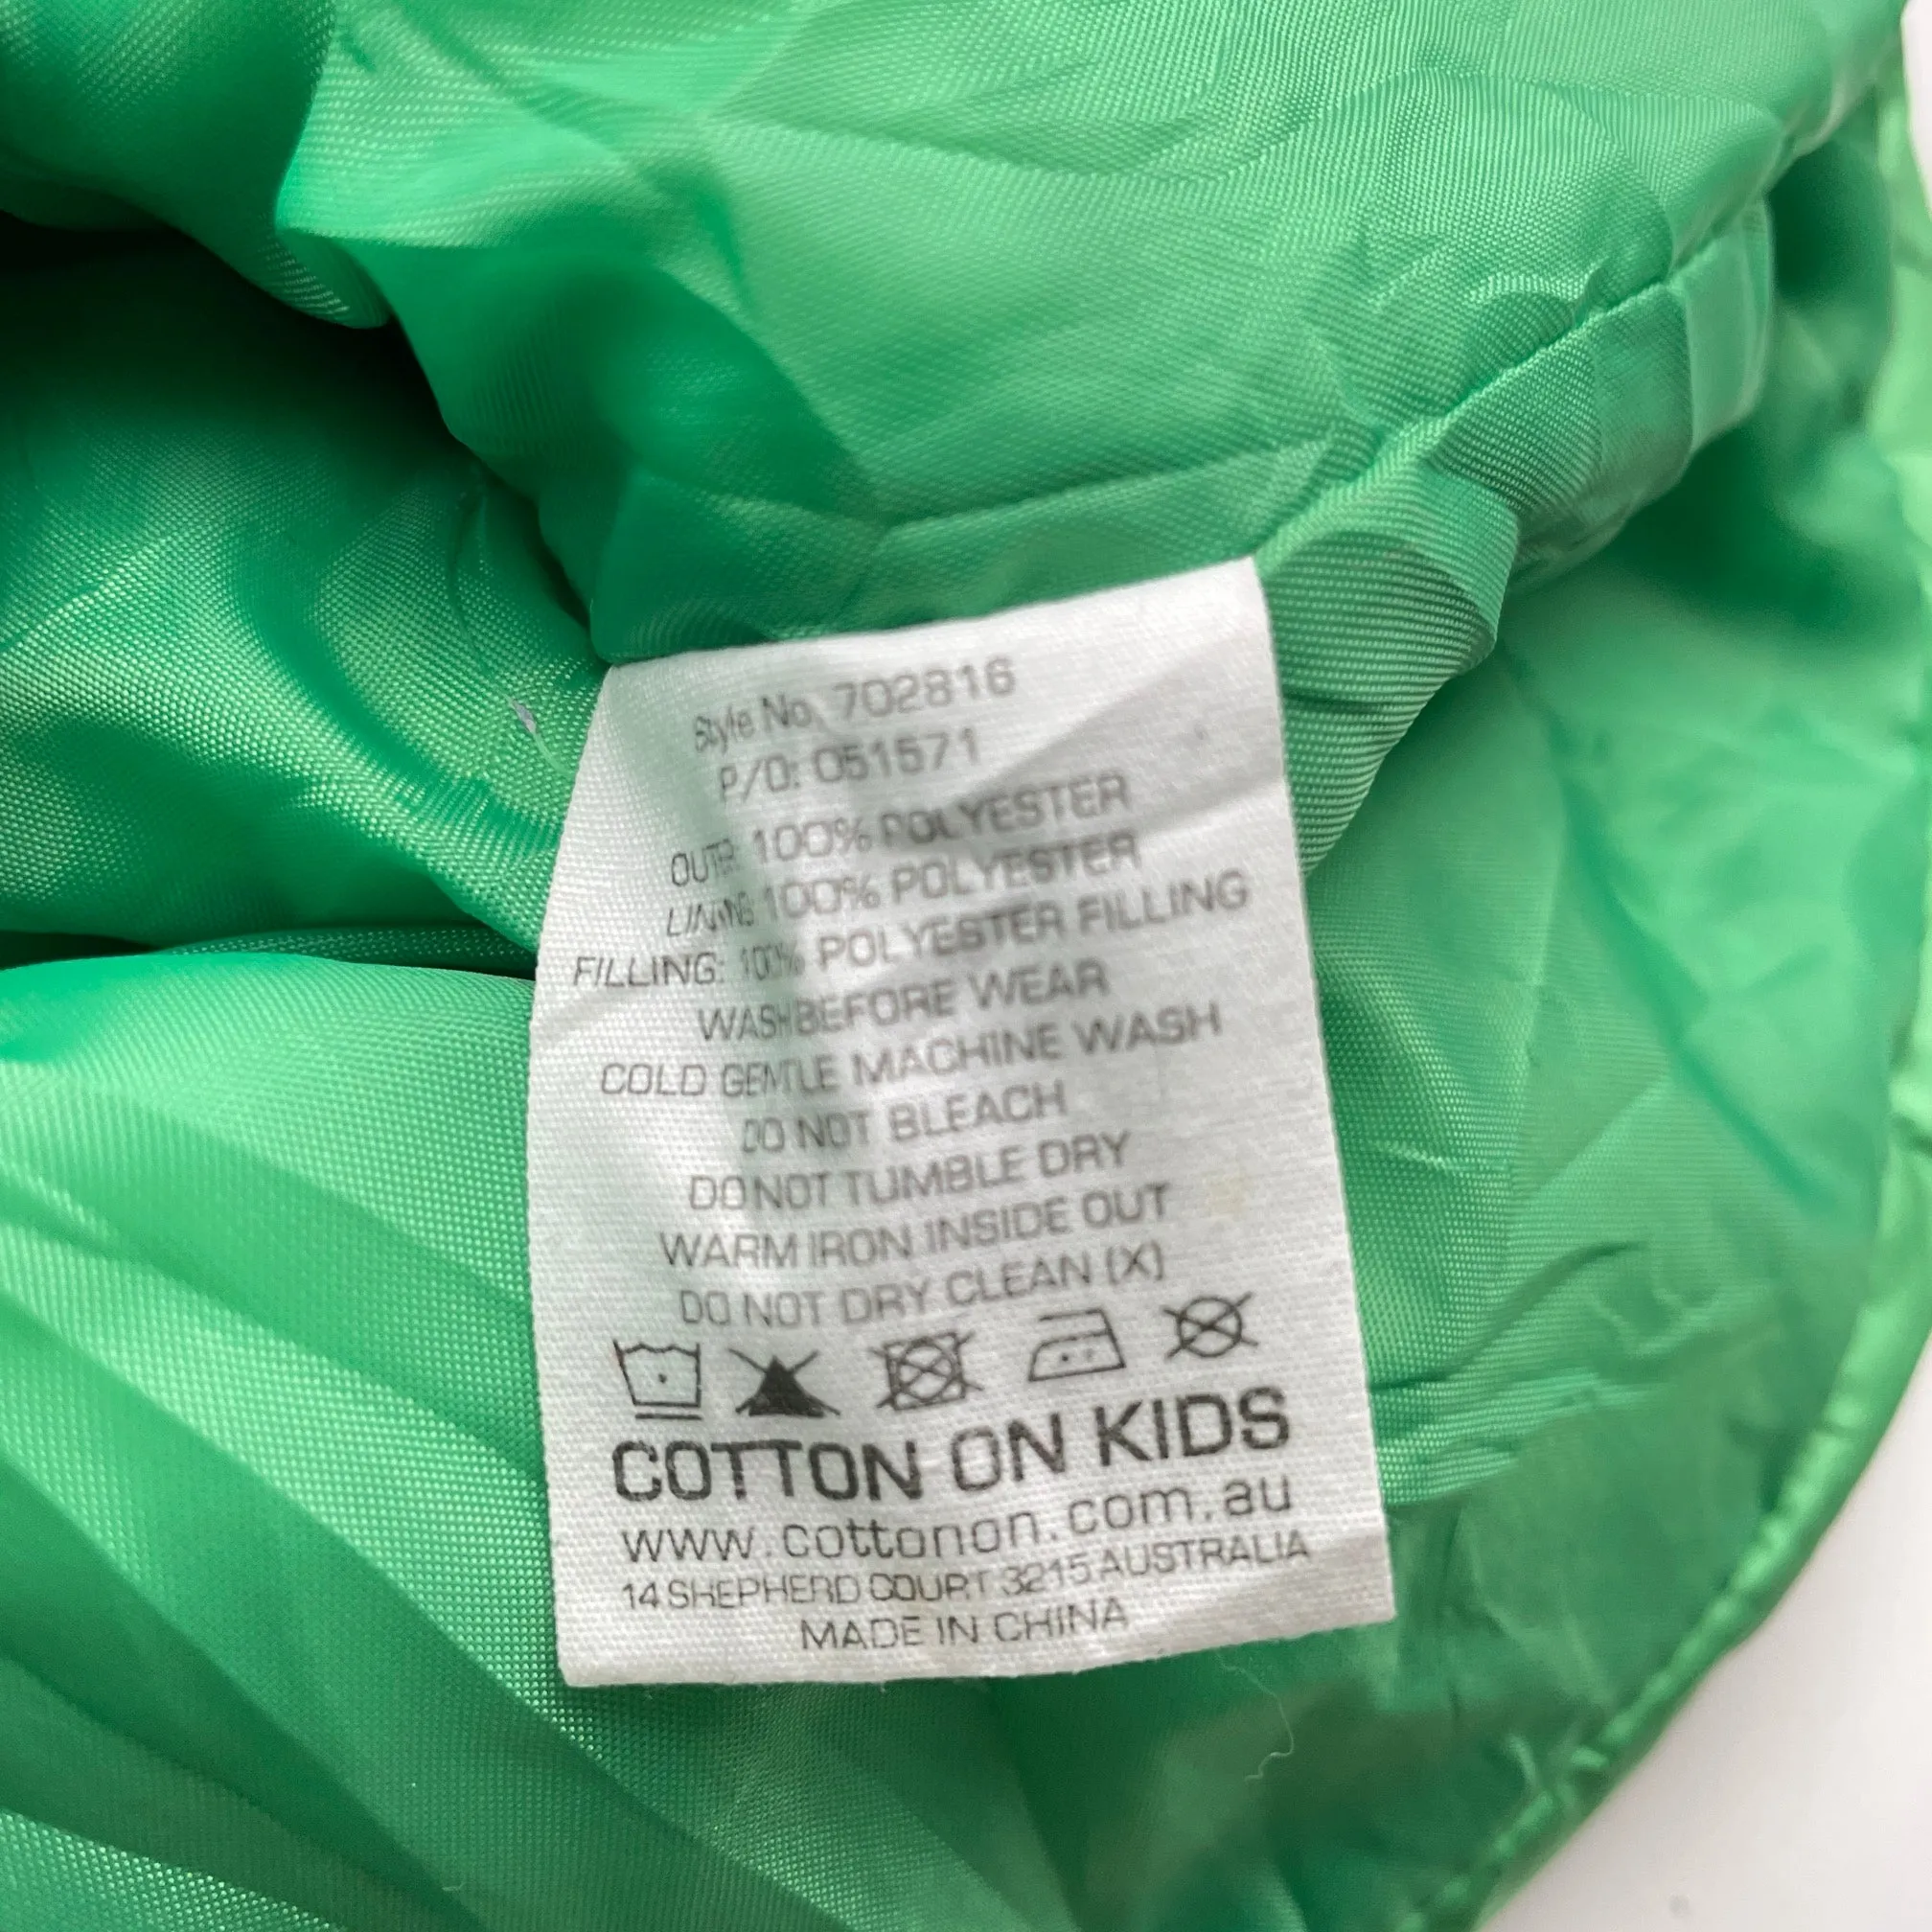 Style No. 702816
P/O: 051571
OUTER: 100% POLYESTER
LINING: 100% POLYESTER
FILLING: 100% POLYESTER FILLING
WASH BEFORE WEAR
COLD GENTLE MACHINE WASH
DO NOT BLEACH
DO NOT TUMBLE DRY
WARM IRON INSIDE OUT
DO NOT DRY CLEAN (X)
COTTON ON KIDS
www.cottonon.com.au
14 SHEPHERD COURT 3215 AUSTRALIA
MADE IN CHINA